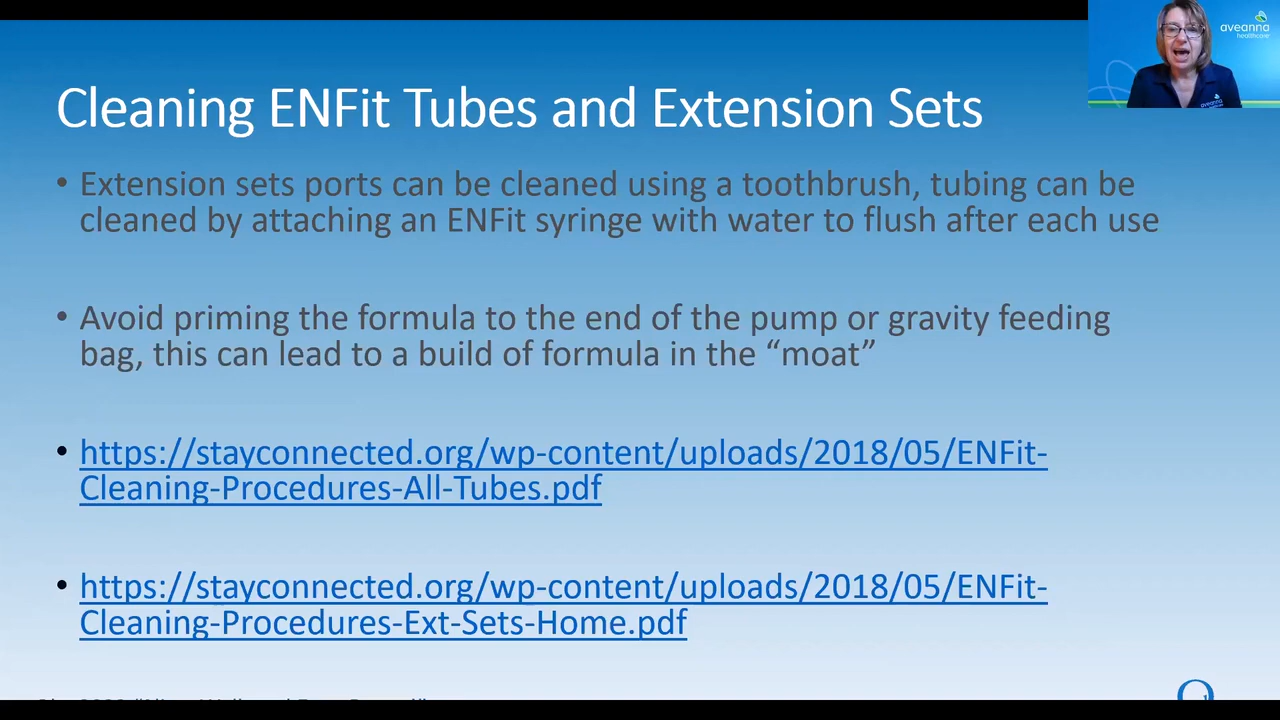 aveanna
healthcare
aveanna
Cleaning ENFit Tubes and Extension Sets
• Extension sets ports can be cleaned using a toothbrush, tubing can be
cleaned by attaching an ENFit syringe with water to flush after each use
• Avoid priming the formula to the end of the pump or gravity feeding
bag, this can lead to a build of formula in the “moat”
• https://stayconnected.org/wp-content/uploads/2018/05/ENFit-
Cleaning-Procedures-All-Tubes.pdf
• https://stayconnected.org/wp-content/uploads/2018/05/ENFit-
Cleaning-Procedures-Ext-Sets-Home.pdf